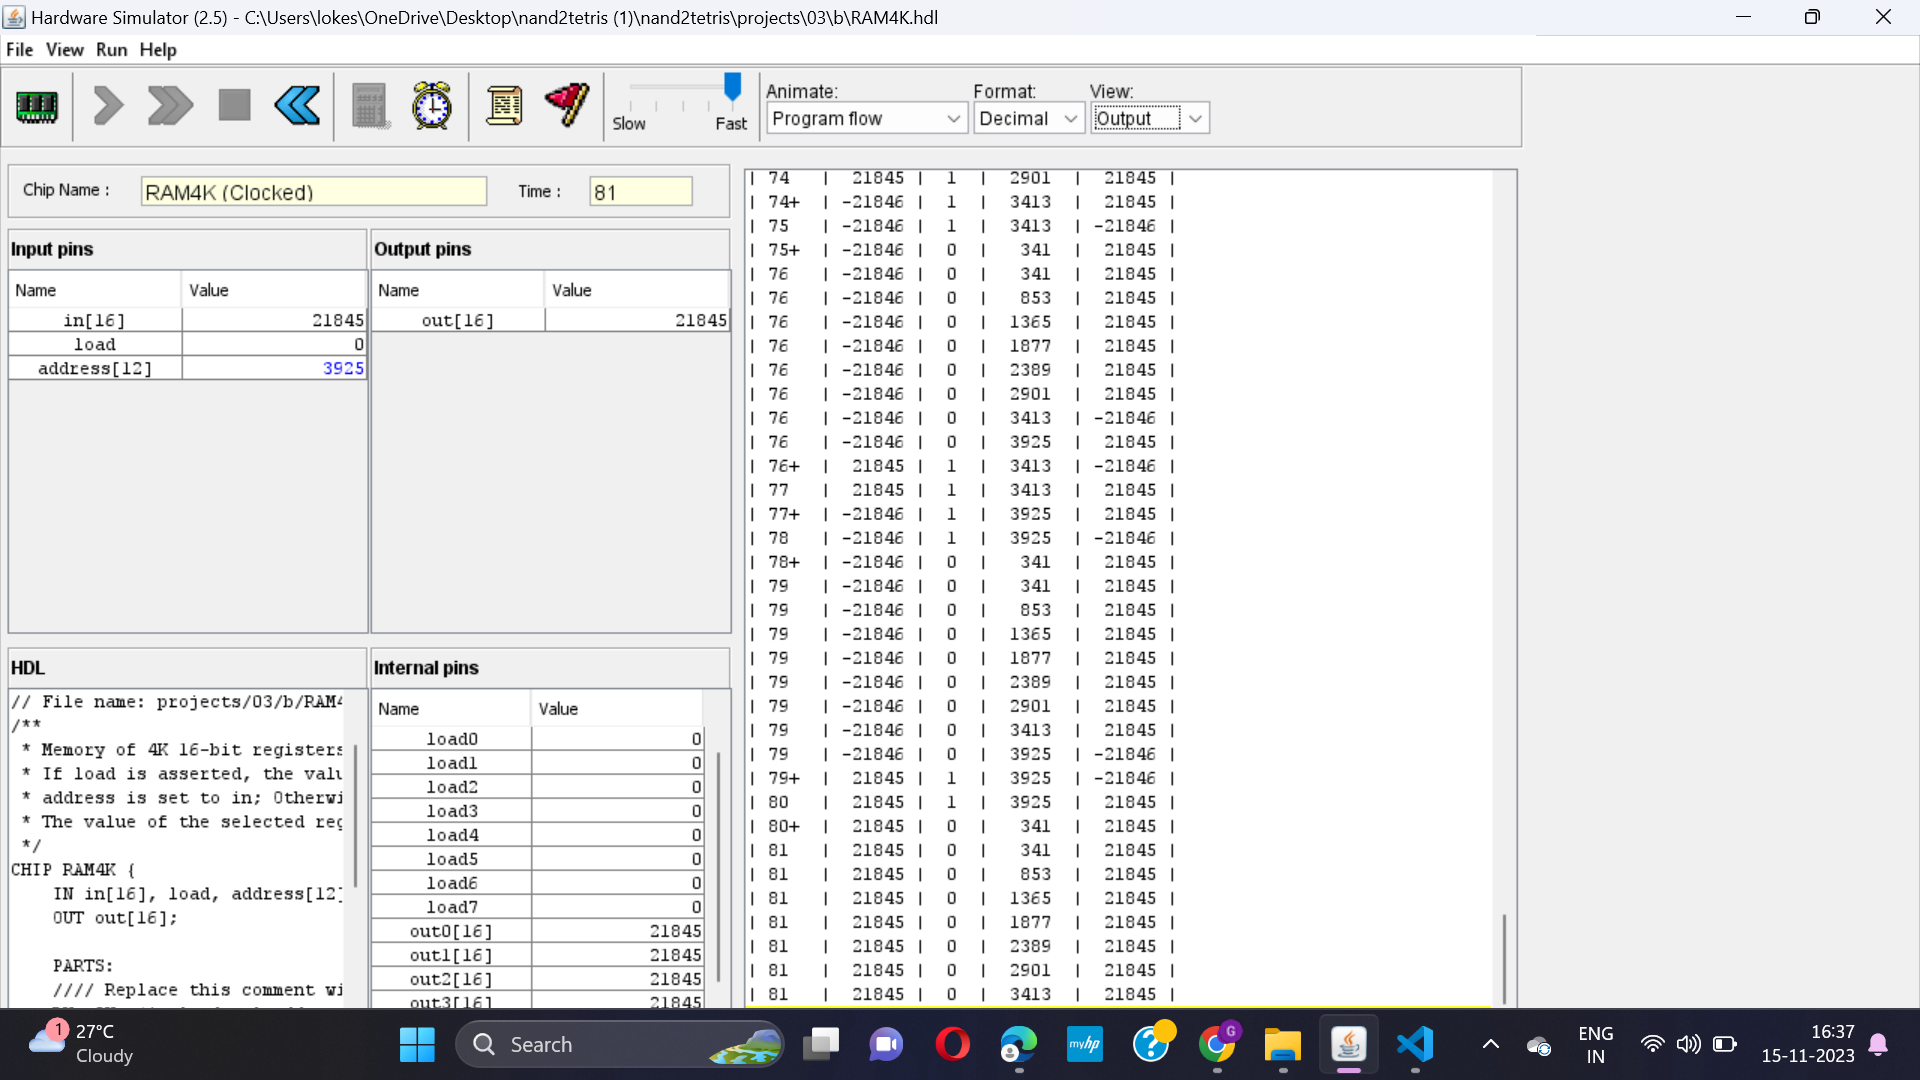 Hardware Simulator (2.5) - C:\Users\lokes\OneDrive\Desktop\nand2tetris (1)\nand2tetris\projects\03\b\RAM4K.hdl
File View Run Help
Slow Fast
Animate: Format: View:
Program flow Decimal Output
Chip Name : RAM4K (Clocked) Time : 81
Input pins
Name Value
in[16] 21845
load 0
address[12] 3925
Output pins
Name Value
out[16] 21845
HDL
// File name: projects/03/b/RAM4
/**
* Memory of 4K 16-bit registers
* If load is asserted, the valu
* address is set to in; Otherwi
* The value of the selected reg
*/
CHIP RAM4K {
IN in[16], load, address[12]
OUT out[16];
PARTS:
//// Replace this comment wi
Internal pins
Name Value
load0 0
load1 0
load2 0
load3 0
load4 0
load5 0
load6 0
load7 0
out0[16] 21845
out1[16] 21845
out2[16] 21845
out3[16] 21845
| 74 | 21845 | 1 | 2901 | 21845 |
| 74+ | -21846 | 1 | 3413 | 21845 |
| 75 | -21846 | 1 | 3413 | -21846 |
| 75+ | -21846 | 0 | 341 | 21845 |
| 76 | -21846 | 0 | 341 | 21845 |
| 76 | -21846 | 0 | 853 | 21845 |
| 76 | -21846 | 0 | 1365 | 21845 |
| 76 | -21846 | 0 | 1877 | 21845 |
| 76 | -21846 | 0 | 2389 | 21845 |
| 76 | -21846 | 0 | 2901 | 21845 |
| 76 | -21846 | 0 | 3413 | -21846 |
| 76 | -21846 | 0 | 3925 | 21845 |
| 76+ | 21845 | 1 | 3413 | -21846 |
| 77 | 21845 | 1 | 3413 | 21845 |
| 77+ | -21846 | 1 | 3925 | 21845 |
| 78 | -21846 | 1 | 3925 | -21846 |
| 78+ | -21846 | 0 | 341 | 21845 |
| 79 | -21846 | 0 | 341 | 21845 |
| 79 | -21846 | 0 | 853 | 21845 |
| 79 | -21846 | 0 | 1365 | 21845 |
| 79 | -21846 | 0 | 1877 | 21845 |
| 79 | -21846 | 0 | 2389 | 21845 |
| 79 | -21846 | 0 | 2901 | 21845 |
| 79 | -21846 | 0 | 3413 | 21845 |
| 79 | -21846 | 0 | 3925 | -21846 |
| 79+ | 21845 | 1 | 3925 | -21846 |
| 80 | 21845 | 1 | 3925 | 21845 |
| 80+ | 21845 | 0 | 341 | 21845 |
| 81 | 21845 | 0 | 341 | 21845 |
| 81 | 21845 | 0 | 853 | 21845 |
| 81 | 21845 | 0 | 1365 | 21845 |
| 81 | 21845 | 0 | 1877 | 21845 |
| 81 | 21845 | 0 | 2389 | 21845 |
| 81 | 21845 | 0 | 2901 | 21845 |
| 81 | 21845 | 0 | 3413 | 21845 |
1 27°C
Cloudy
Search
myhp
?
G
ENG
IN
16:37
15-11-2023